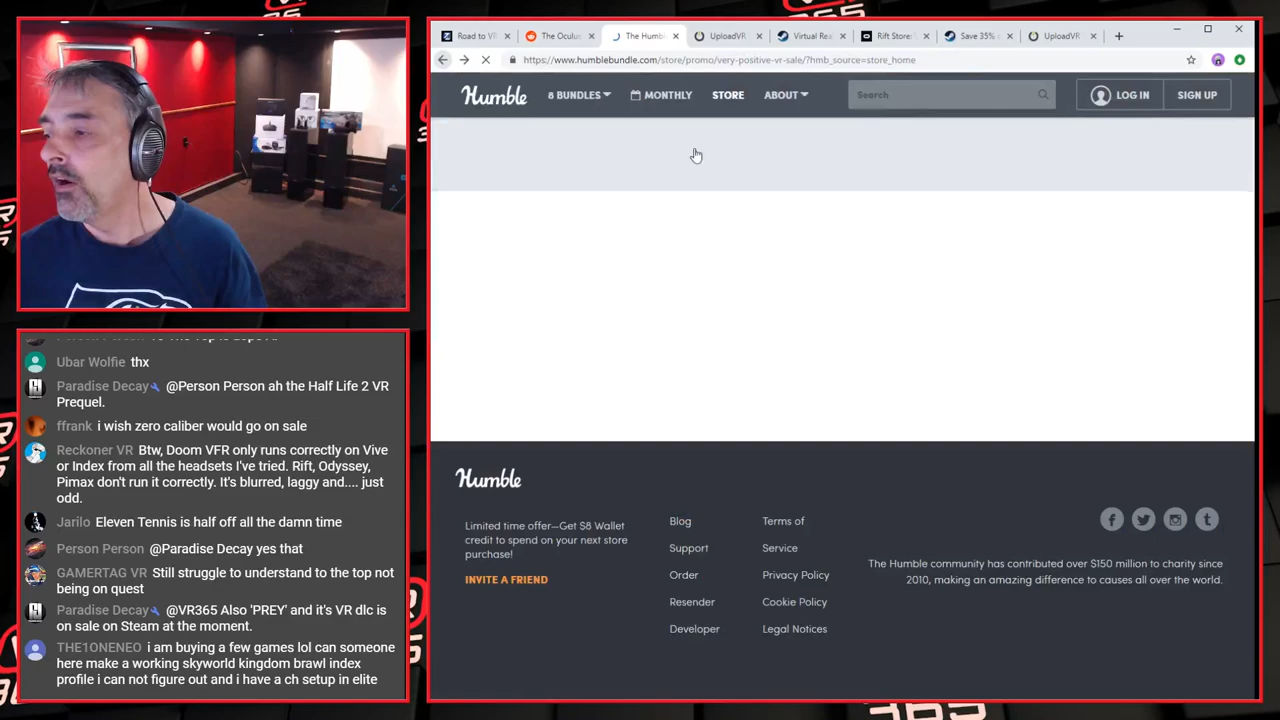 Road to VR
The Oculus
The Humbl
UploadVR
Virtual Rea
Rift Store:
Save 35%
UploadVR
https://www.humblebundle.com/store/promo/very-positive-vr-sale/?hmb_source=store_home
Humble
8 BUNDLES
MONTHLY
STORE
ABOUT
Search
LOG IN
SIGN UP
Ubar Wolfie thx
Paradise Decay @Person Person ah the Half Life 2 VR
Prequel.
ffrank i wish zero caliber would go on sale
Reckoner VR Btw, Doom VFR only runs correctly on Vive
or Index from all the headsets I've tried. Rift, Odyssey,
Pimax don't run it correctly. It's blurred, laggy and.... just
odd.
Jarilo Eleven Tennis is half off all the damn time
Person Person @Paradise Decay yes that
GAMERTAG VR Still struggle to understand to the top not
being on quest
Paradise Decay @VR365 Also 'PREY' and it's VR dlc is
on sale on Steam at the moment.
THE1ONENEO i am buying a few games lol can someone
here make a working skyworld kingdom brawl index
profile i can not figure out and i have a ch setup in elite
Humble
Limited time offer—Get $8 Wallet
credit to spend on your next store
purchase!
INVITE A FRIEND
Blog
Support
Order
Resender
Developer
Terms of
Service
Privacy Policy
Cookie Policy
Legal Notices
The Humble community has contributed over $150 million to charity since
2010, making an amazing difference to causes all over the world.
365